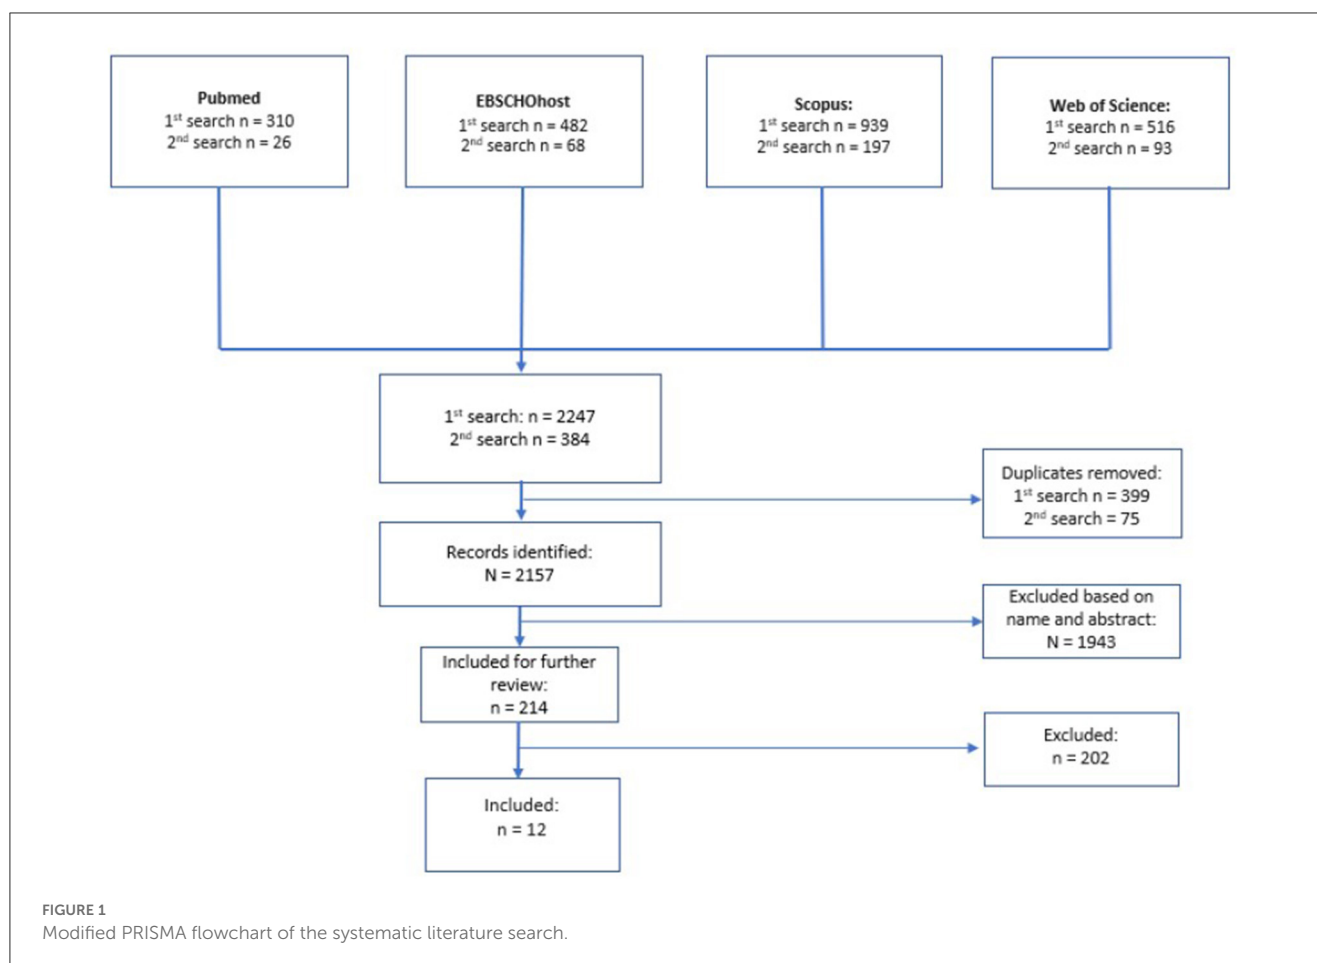 Pubmed
1st search n = 310
2nd search n = 26
EBSCHOhost
1st search n = 482
2nd search n = 68
Scopus:
1st search n = 939
2nd search n = 197
Web of Science:
1st search n = 516
2nd search n = 93
1st search: n = 2247
2nd search n = 384
Duplicates removed:
1st search n = 399
2nd search = 75
Records identified:
N = 2157
Excluded based on
name and abstract:
N = 1943
Included for further
review:
n = 214
Excluded:
n = 202
Included:
n = 12
FIGURE 1
Modified PRISMA flowchart of the systematic literature search.